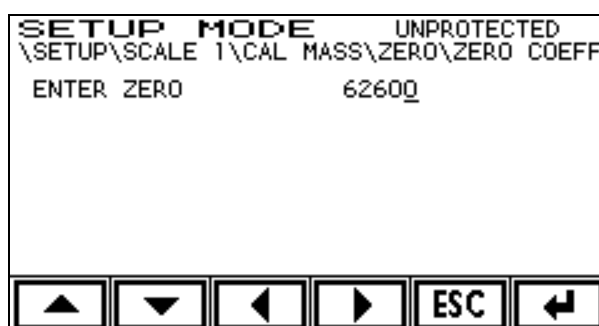 SETUP MODE UNPROTECTED
\SETUP\SCALE 1\CAL MASS\ZERO\ZERO COEFF
ENTER ZERO 62600
ESC